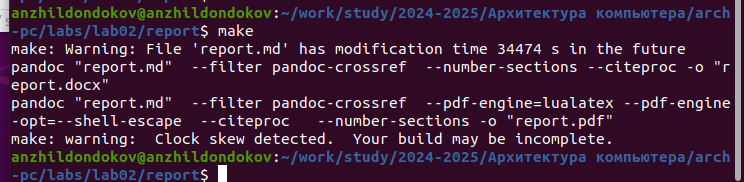 anzhildondokov@anzhildondokov:~/work/study/2024-2025/Архитектура компьютера/arch
-pc/labs/lab02/report$ make
make: Warning: File 'report.md' has modification time 34474 s in the future
pandoc "report.md"  --filter pandoc-crossref  --number-sections --citeproc -o "r
eport.docx"
pandoc "report.md"  --filter pandoc-crossref  --pdf-engine=lualatex --pdf-engine
-opt=--shell-escape  --citeproc   --number-sections -o "report.pdf"
make: warning:  Clock skew detected.  Your build may be incomplete.
anzhildondokov@anzhildondokov:~/work/study/2024-2025/Архитектура компьютера/arch
-pc/labs/lab02/report$